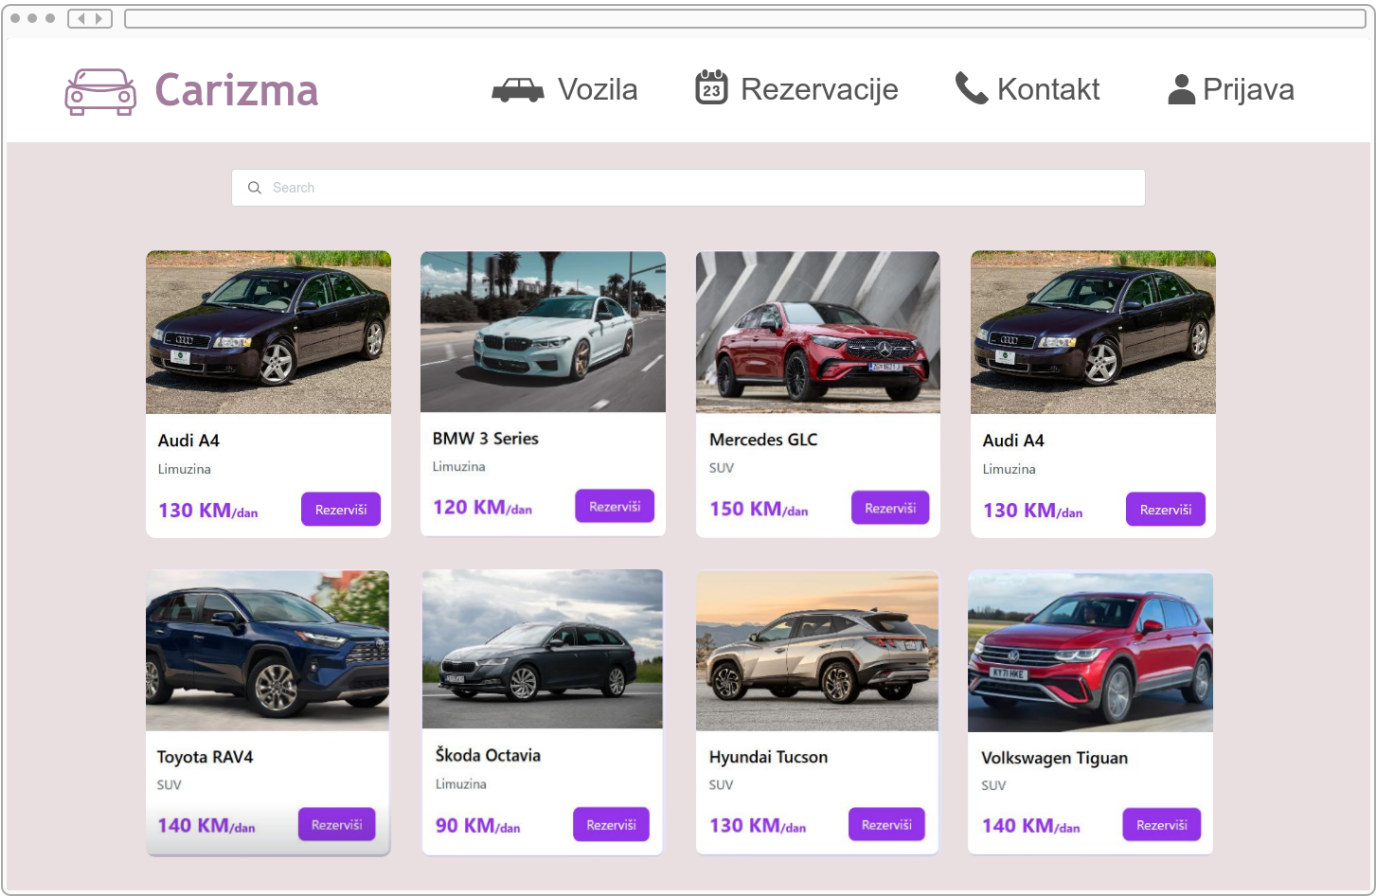 Carizma
Vozila
23
Rezervacije
Kontakt
Prijava
Search
Audi A4
Limuzina
130 KM/dan
Rezerviši
BMW 3 Series
Limuzina
120 KM/dan
Rezerviši
Mercedes GLC
SUV
150 KM/dan
Rezerviši
Audi A4
Limuzina
130 KM/dan
Rezerviši
Toyota RAV4
SUV
140 KM/dan
Rezerviši
Škoda Octavia
Limuzina
90 KM/dan
Rezerviši
Hyundai Tucson
SUV
130 KM/dan
Rezerviši
KY71 HKE
Volkswagen Tiguan
SUV
140 KM/dan
Rezerviši